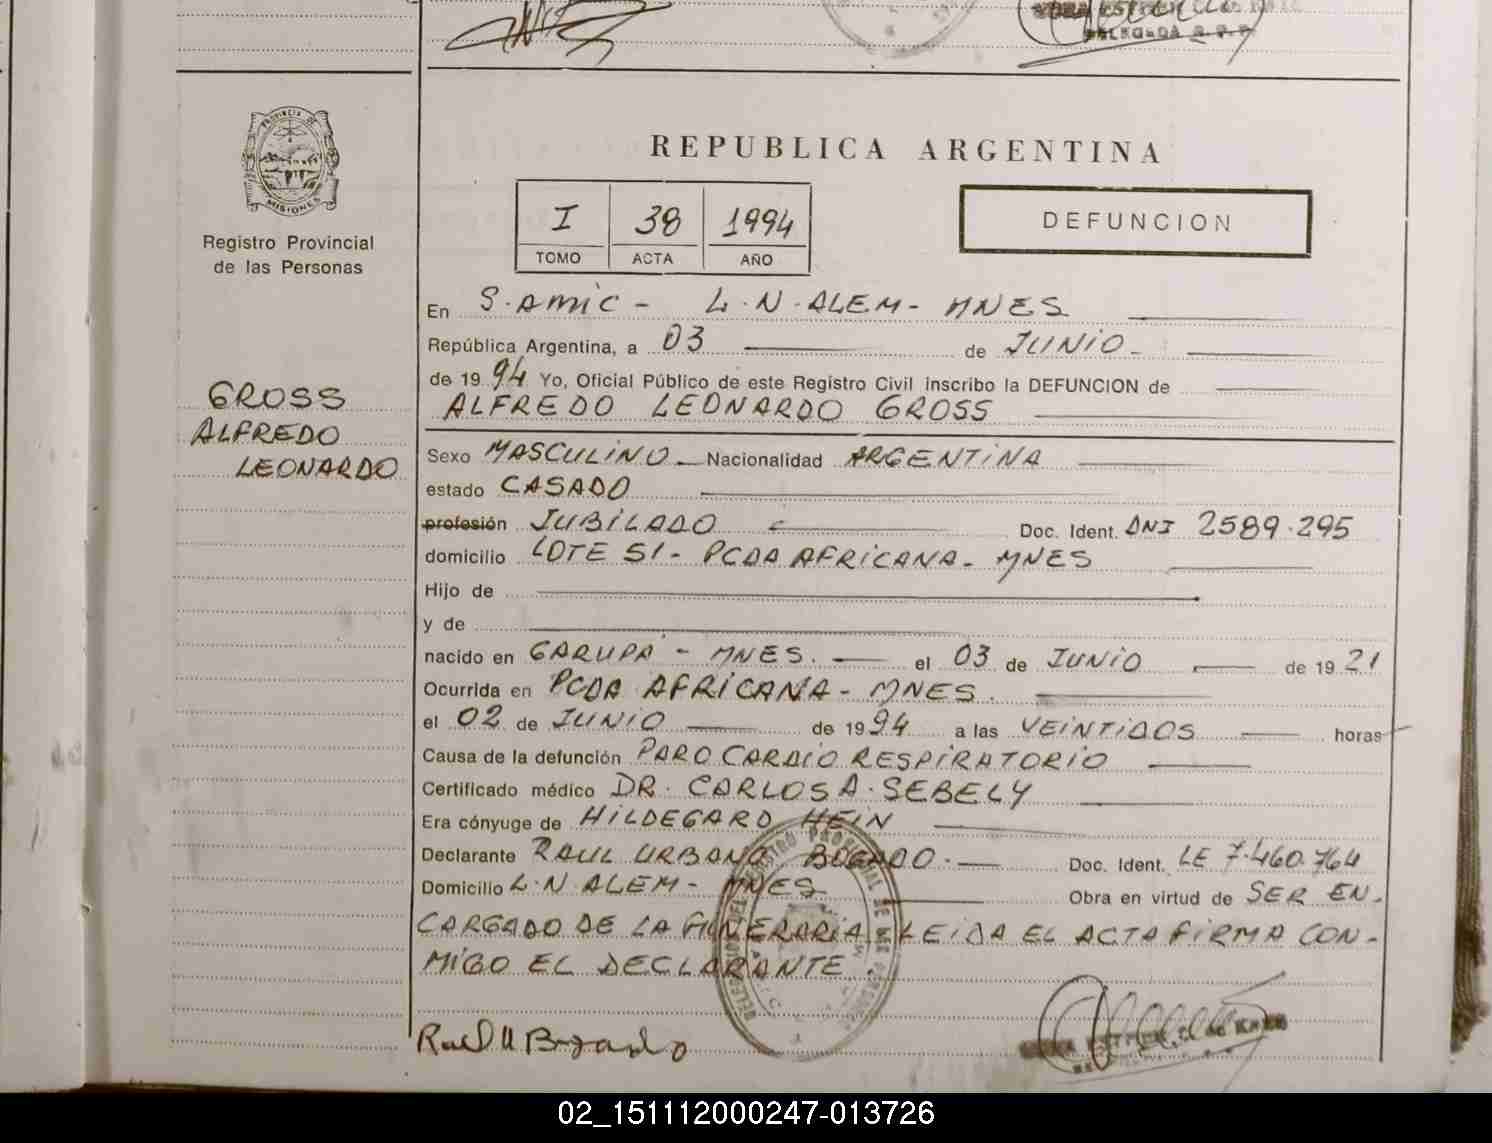 PROVINCIA DE
MISIONES
Registro Provincial
de las Personas
GROSS
ALFREDO
LEONARDO
REPUBLICA ARGENTINA
I 38 1994
TOMO ACTA AÑO
DEFUNCION
En S. AMIC - L. N. ALEM - MNES
República Argentina, a 03 de JUNIO
de 1994 Yo, Oficial Público de este Registro Civil inscribo la DEFUNCION de
ALFREDO LEONARDO GROSS
Sexo MASCULINO Nacionalidad ARGENTINA
estado CASADO
profesión JUBILADO Doc. Ident. DNI 2589.295
domicilio LOTE 51 - PCDA AFRICANA - MNES
Hijo de
y de
nacido en GARUPA - MNES. el 03 de JUNIO de 1921
Ocurrida en PCDA AFRICANA - MNES.
el 02 de JUNIO de 1994 a las VEINTIDOS horas
Causa de la defunción PARO CARDIO RESPIRATORIO
Certificado médico DR. CARLOS A. SEBELY
Era cónyuge de HILDEGARD HEIN
Declarante RAUL URBANO BOGADO. Doc. Ident. LE 7.460.764
Domicilio L. N ALEM - MNES Obra en virtud de SER EN-
CARGADO DE LA FUNERARIA. LEIDA EL ACTA FIRMA CON-
MIGO EL DECLARANTE.
Raul U Bogado
02_151112000247-013726